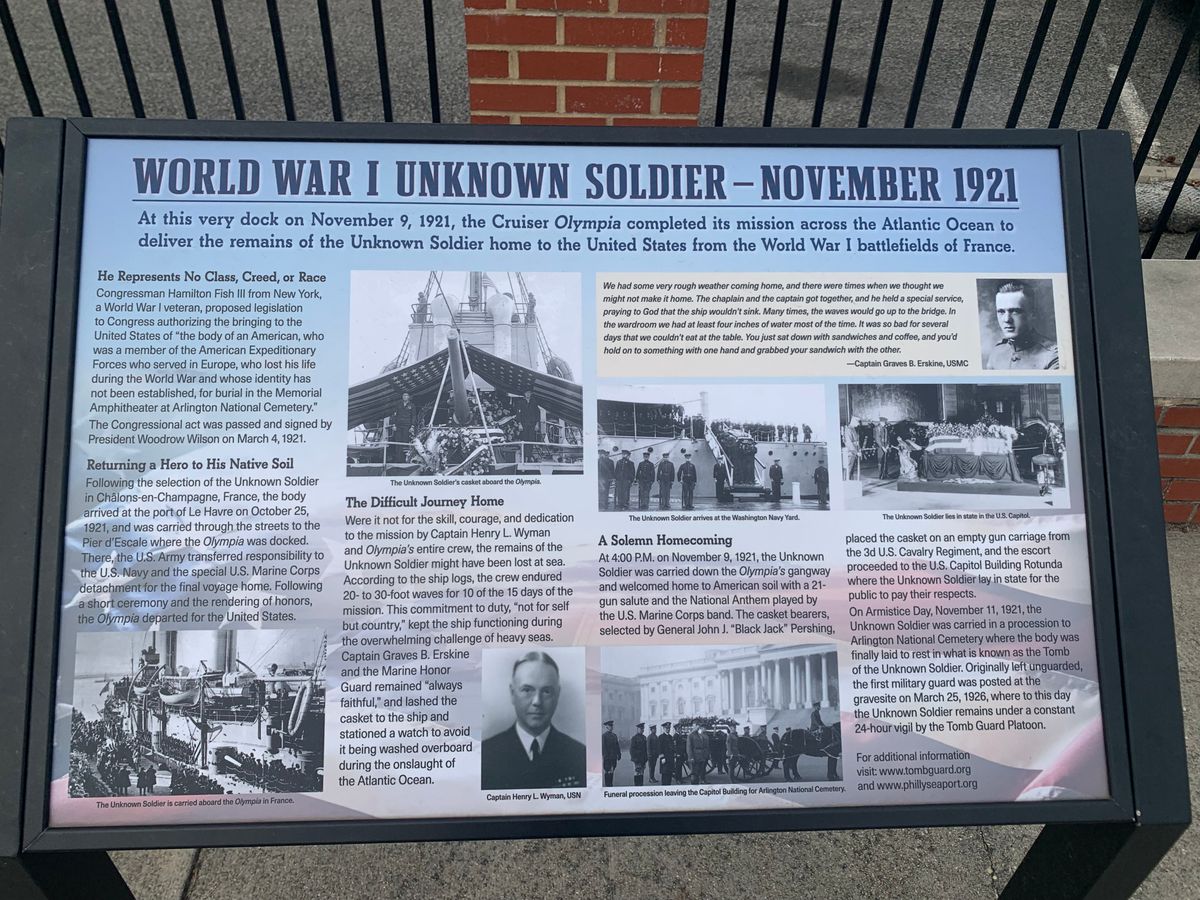 WORLD WAR I UNKNOWN SOLDIER – NOVEMBER 1921
At this very dock on November 9, 1921, the Cruiser Olympia completed its mission across the Atlantic Ocean to
deliver the remains of the Unknown Soldier home to the United States from the World War I battlefields of France.
He Represents No Class, Creed, or Race
Congressman Hamilton Fish III from New York,
a World War I veteran, proposed legislation
to Congress authorizing the bringing to the
United States of "the body of an American, who
was a member of the American Expeditionary
Forces who served in Europe, who lost his life
during the World War and whose identity has
not been established, for burial in the Memorial
Amphitheater at Arlington National Cemetery."
The Congressional act was passed and signed by
President Woodrow Wilson on March 4, 1921.
Returning a Hero to His Native Soil
Following the selection of the Unknown Soldier
in Châlons-en-Champagne, France, the body
arrived at the port of Le Havre on October 25,
1921, and was carried through the streets to the
Pier d'Escale where the Olympia was docked.
There, the U.S. Army transferred responsibility to
the U.S. Navy and the special U.S. Marine Corps
detachment for the final voyage home. Following
a short ceremony and the rendering of honors,
the Olympia departed for the United States.
The Unknown Soldier is carried aboard the Olympia in France.
The Unknown Soldier's casket aboard the Olympia.
The Difficult Journey Home
Were it not for the skill, courage, and dedication
to the mission by Captain Henry L. Wyman
and Olympia's entire crew, the remains of the
Unknown Soldier might have been lost at sea.
According to the ship logs, the crew endured
20- to 30-foot waves for 10 of the 15 days of the
mission. This commitment to duty, "not for self
but country," kept the ship functioning during
the overwhelming challenge of heavy seas.
Captain Graves B. Erskine
and the Marine Honor
Guard remained "always
faithful," and lashed the
casket to the ship and
stationed a watch to avoid
it being washed overboard
during the onslaught of
the Atlantic Ocean.
Captain Henry L. Wyman, USN
We had some very rough weather coming home, and there were times when we thought we
might not make it home. The chaplain and the captain got together, and he held a special service,
praying to God that the ship wouldn't sink. Many times, the waves would go up to the bridge. In
the wardroom we had at least four inches of water most of the time. It was so bad for several
days that we couldn't eat at the table. You just sat down with sandwiches and coffee, and you'd
hold on to something with one hand and grabbed your sandwich with the other.
—Captain Graves B. Erskine, USMC
The Unknown Soldier arrives at the Washington Navy Yard.
The Unknown Soldier lies in state in the U.S. Capitol.
A Solemn Homecoming
At 4:00 P.M. on November 9, 1921, the Unknown
Soldier was carried down the Olympia's gangway
and welcomed home to American soil with a 21-
gun salute and the National Anthem played by
the U.S. Marine Corps band. The casket bearers,
selected by General John J. "Black Jack" Pershing,
Funeral procession leaving the Capitol Building for Arlington National Cemetery.
placed the casket on an empty gun carriage from
the 3d U.S. Cavalry Regiment, and the escort
proceeded to the U.S. Capitol Building Rotunda
where the Unknown Soldier lay in state for the
public to pay their respects.
On Armistice Day, November 11, 1921, the
Unknown Soldier was carried in a procession to
Arlington National Cemetery where the body was
finally laid to rest in what is known as the Tomb
of the Unknown Soldier. Originally left unguarded,
the first military guard was posted at the
gravesite on March 25, 1926, where to this day
the Unknown Soldier remains under a constant
24-hour vigil by the Tomb Guard Platoon.
For additional information
visit: www.tombguard.org
and www.phillyseaport.org